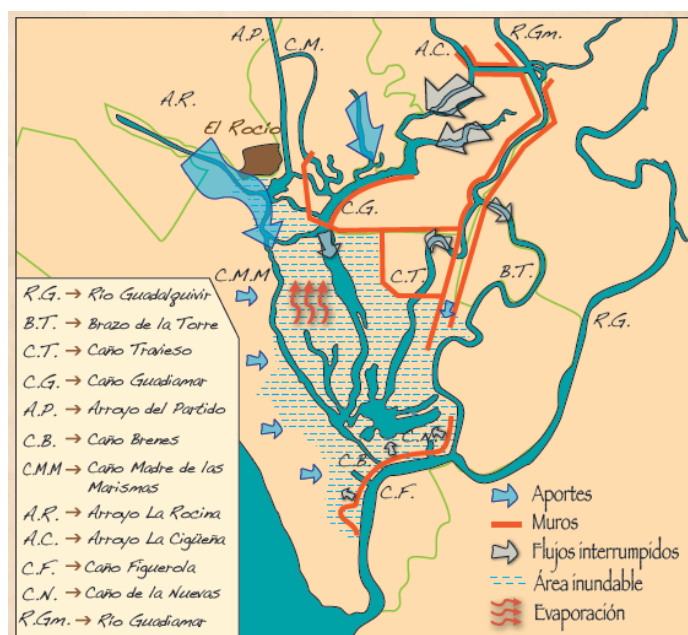 A.P.
C.M.
A.C.
R.Gm.
A.R.
El Rocío
C.G.
C.M.M
C.T.
B.T.
R.G.
C.N.
C.B.
C.F.
R.G. → Río Guadalquivir
B.T. → Brazo de la Torre
C.T. → Caño Travieso
C.G. → Caño Guadiamar
A.P. → Arroyo del Partido
C.B. → Caño Brenes
C.M.M → Caño Madre de las
Marismas
A.R. → Arroyo La Rocina
A.C. → Arroyo La Cigüeña
C.F. → Caño Figuerola
C.N. → Caño de la Nuevas
R.Gm. → Río Guadiamar
Aportes
Muros
Flujos interrumpidos
Área inundable
Evaporación